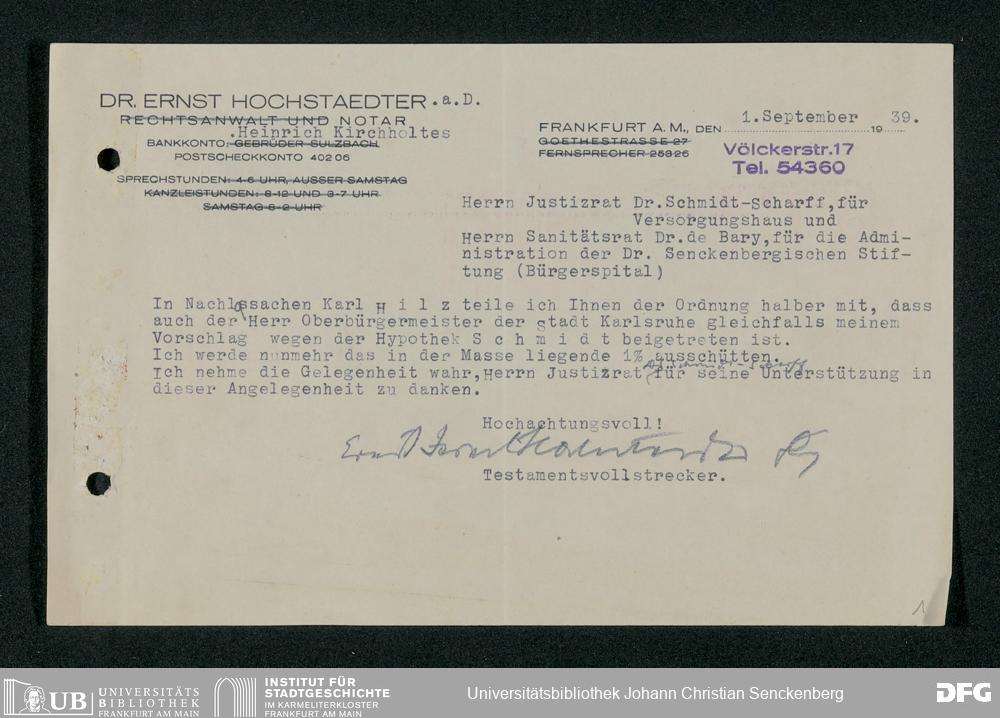 DR. ERNST HOCHSTAEDTER .a.D.
RECHTSANWALT UND NOTAR
.Heinrich Kirchholtes
BANKKONTO: GEBRÜDER SULZBACH
POSTSCHECKKONTO 40206
SPRECHSTUNDEN: 4-6 UHR, AUSSER SAMSTAG
KANZLEISTUNDEN: 8-12 UND 3-7 UHR
SAMSTAG 8-2 UHR
FRANKFURT A. M., DEN 1.September 1939.
GOETHESTRASSE 27
FERNSPRECHER 25326
Völckerstr.17
Tel. 54360
Herrn Justizrat Dr.Schmidt-Scharff,für
Versorgungshaus und
Herrn Sanitätsrat Dr.de Bary,für die Admi-
nistration der Dr. Senckenbergischen Stif-
tung (Bürgerspital)
In Nachlassachen Karl H i l z teile ich Ihnen der Ordnung halber mit, dass
auch der Herr Oberbürgermeister der Stadt Karlsruhe gleichfalls meinem
Vorschlag wegen der Hypothek S c h m i d t beigetreten ist.
Ich werde nunmehr das in der Masse liegende 1% ausschütten.
Ich nehme die Gelegenheit wahr,Herrn Justizrat Dr. Schmidt-Scharff für seine Unterstützung in
dieser Angelegenheit zu danken.
Hochachtungsvoll!
Testamentsvollstrecker.
1
UB UNIVERSITÄTS
BIBLIOTHEK
FRANKFURT AM MAIN
INSTITUT FÜR
STADTGESCHICHTE
IM KARMELITERKLOSTER
FRANKFURT AM MAIN
Universitätsbibliothek Johann Christian Senckenberg
DFG